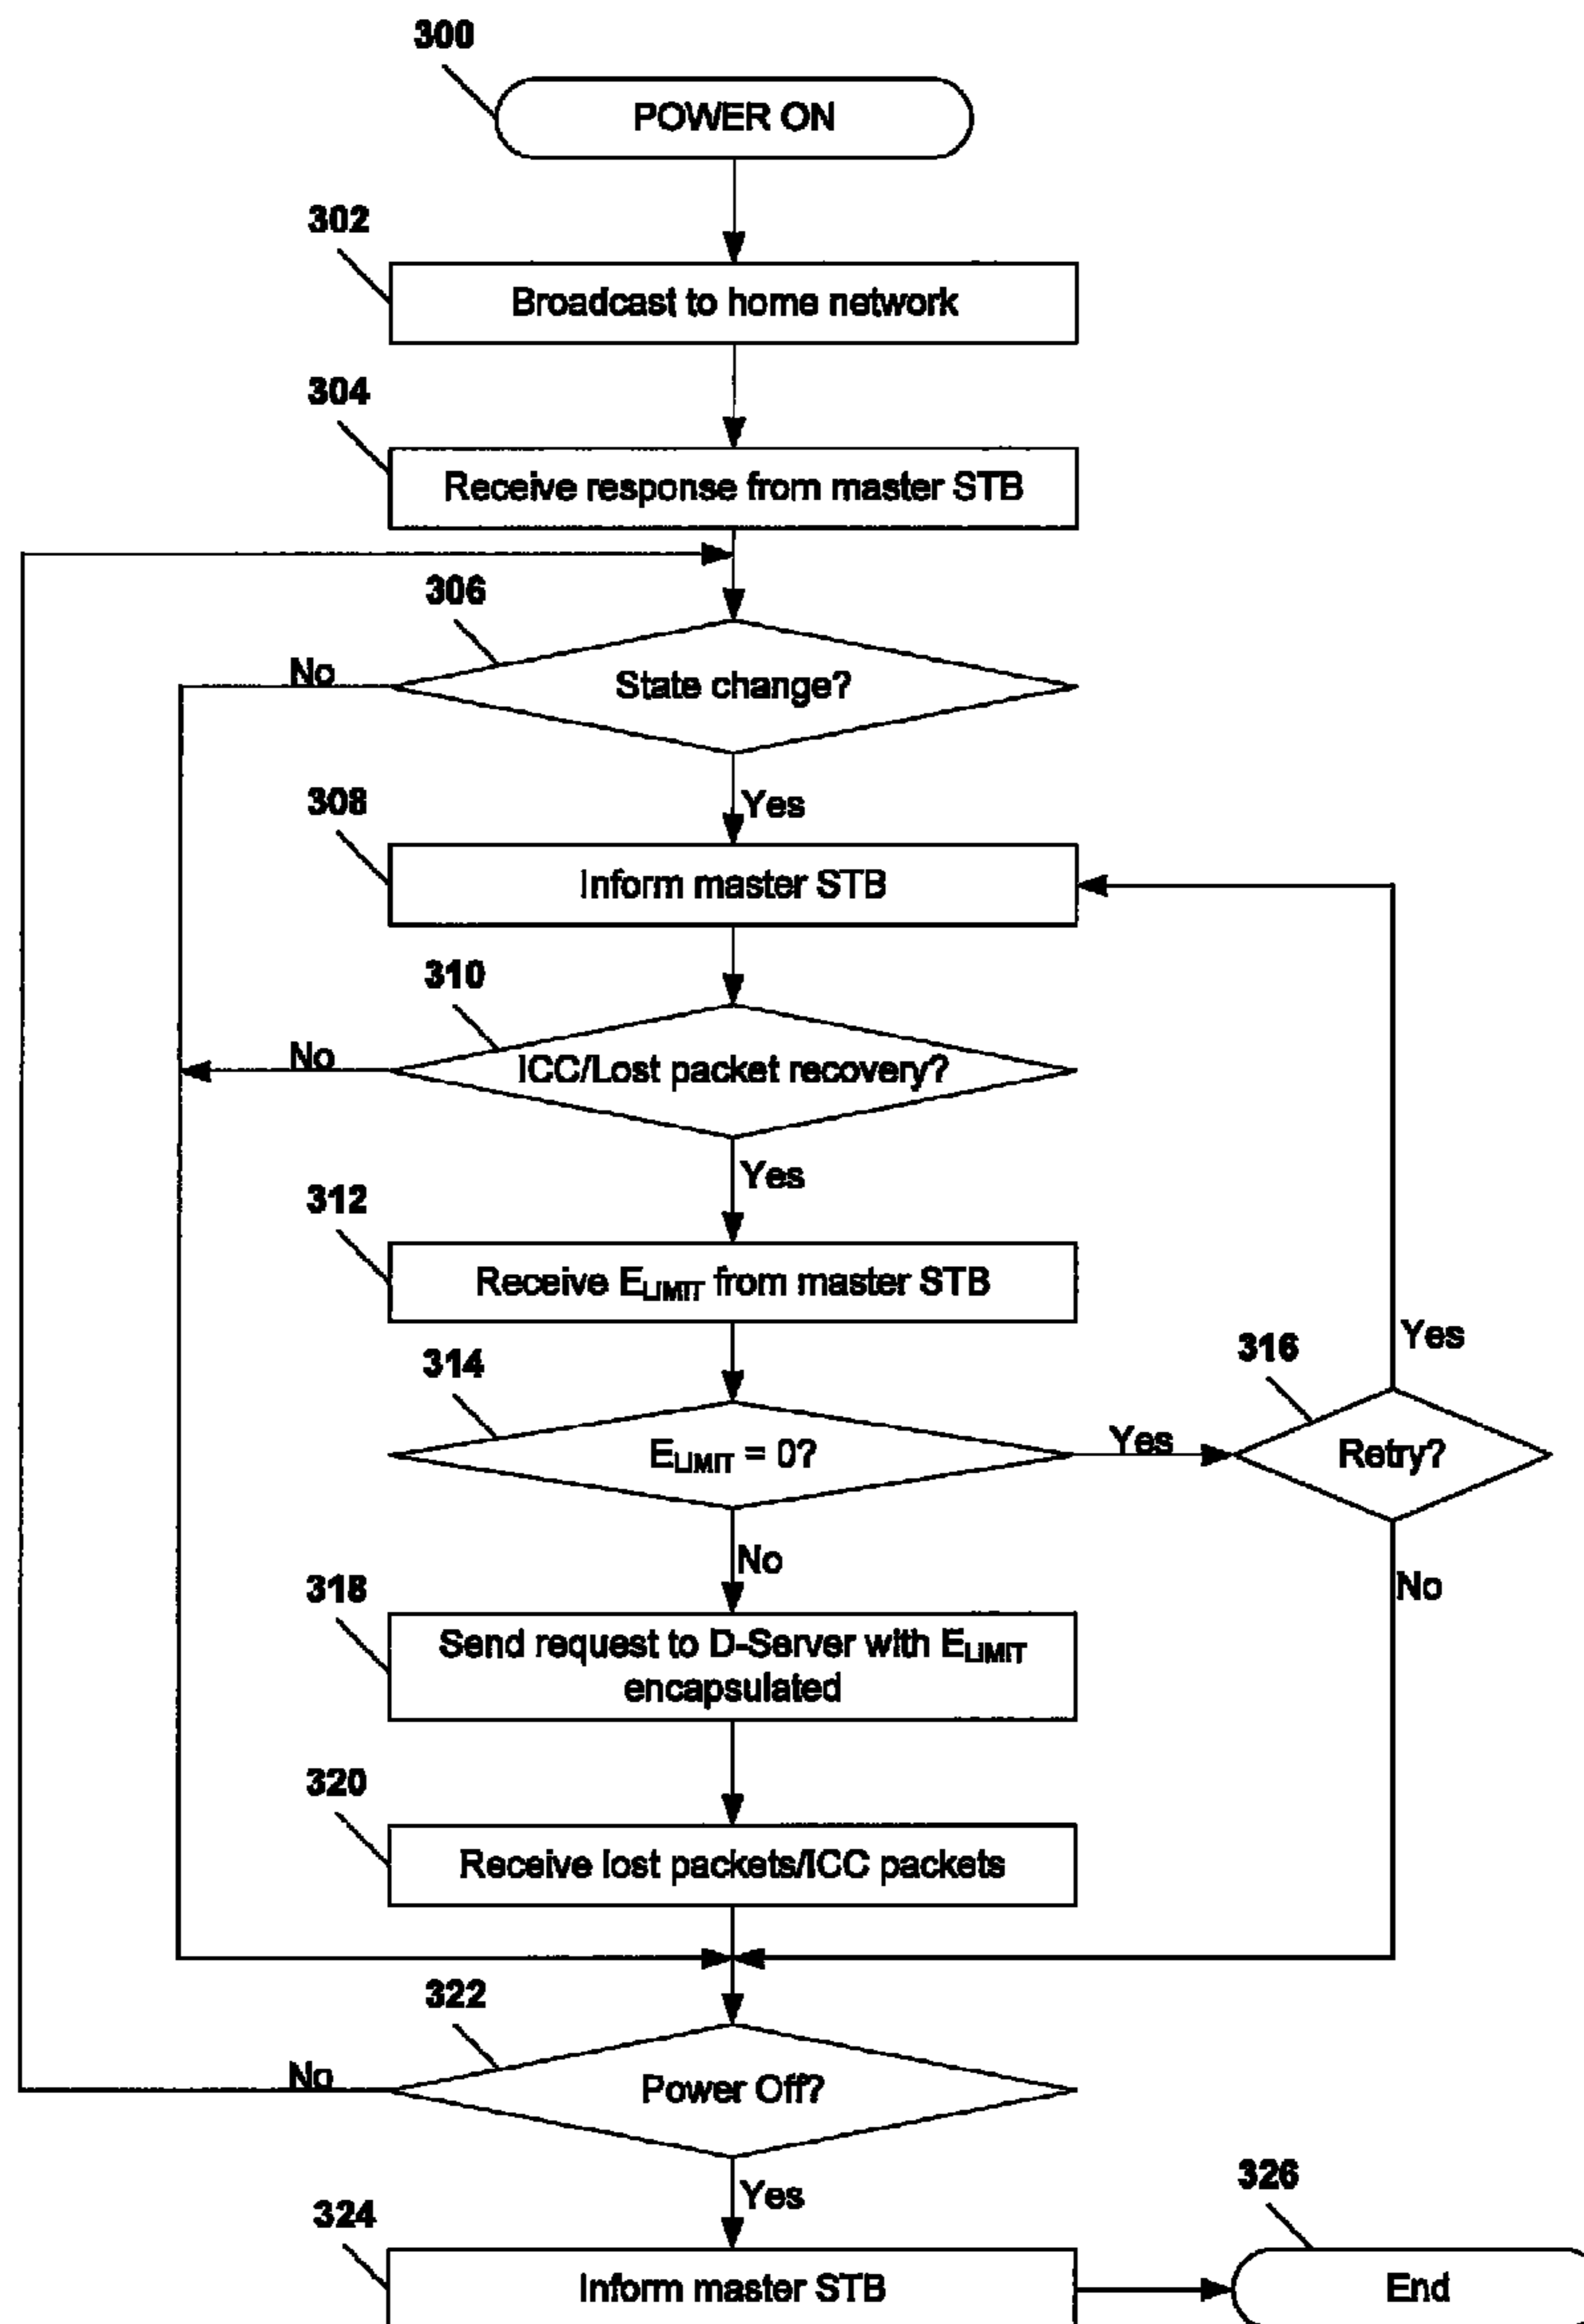 300
POWER ON
302
Broadcast to home network
304
Receive response from master STB
306
No
State change?
Yes
308
Inform master STB
310
No
ICC/Lost packet recovery?
Yes
312
Receive ELIMIT from master STB
Yes
314
316
ELIMIT = 0?
Yes
Retry?
No
No
318
Send request to D-Server with ELIMIT
encapsulated
320
Receive lost packets/ICC packets
322
No
Power Off?
Yes
324
326
Inform master STB
End